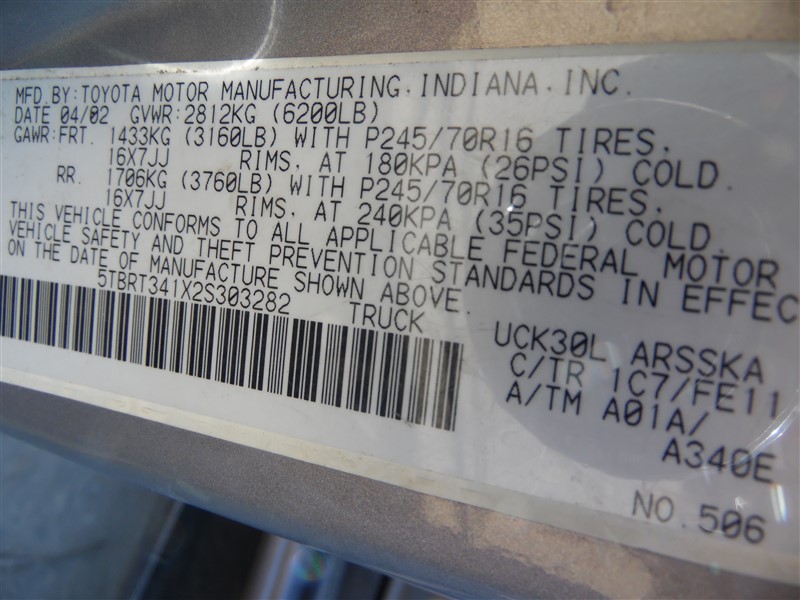 MFD.BY:TOYOTA MOTOR MANUFACTURING.INDIANA,INC.
DATE 04/02 GVWR:2812KG (6200LB)
GAWR:FRT. 1433KG (3160LB) WITH P245/70R16 TIRES,
16X7JJ RIMS, AT 180KPA (26PSI) COLD.
RR. 1706KG (3760LB) WITH P245/70R16 TIRES,
16X7JJ RIMS, AT 240KPA (35PSI) COLD.
THIS VEHICLE CONFORMS TO ALL APPLICABLE FEDERAL MOTOR
VEHICLE SAFETY AND THEFT PREVENTION STANDARDS IN EFFEC
ON THE DATE OF MANUFACTURE SHOWN ABOVE.
5TBRT341X2S303282 TRUCK
UCK30L ARSSKA
C/TR 1C7/FE11
A/TM A01A/
A340E
NO.506